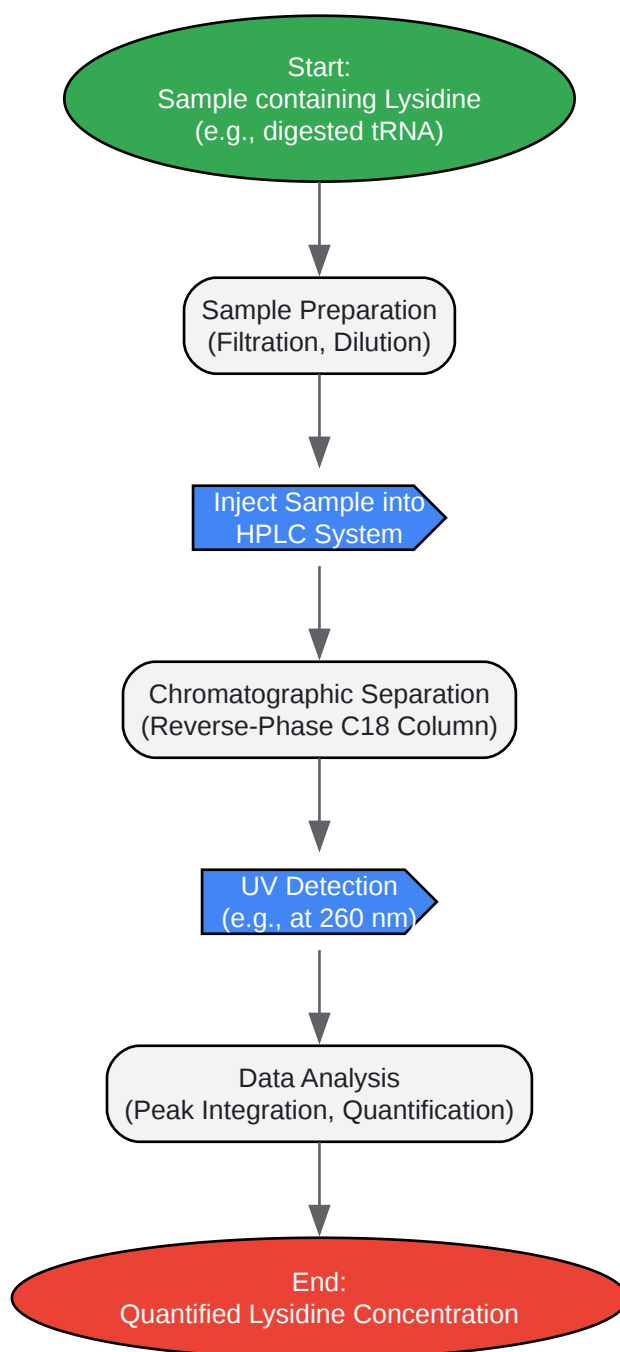 Start:
Sample containing Lysidine
(e.g., digested tRNA)
Sample Preparation
(Filtration, Dilution)
Inject Sample into
HPLC System
Chromatographic Separation
(Reverse-Phase C18 Column)
UV Detection
(e.g., at 260 nm)
Data Analysis
(Peak Integration, Quantification)
End:
Quantified Lysidine Concentration